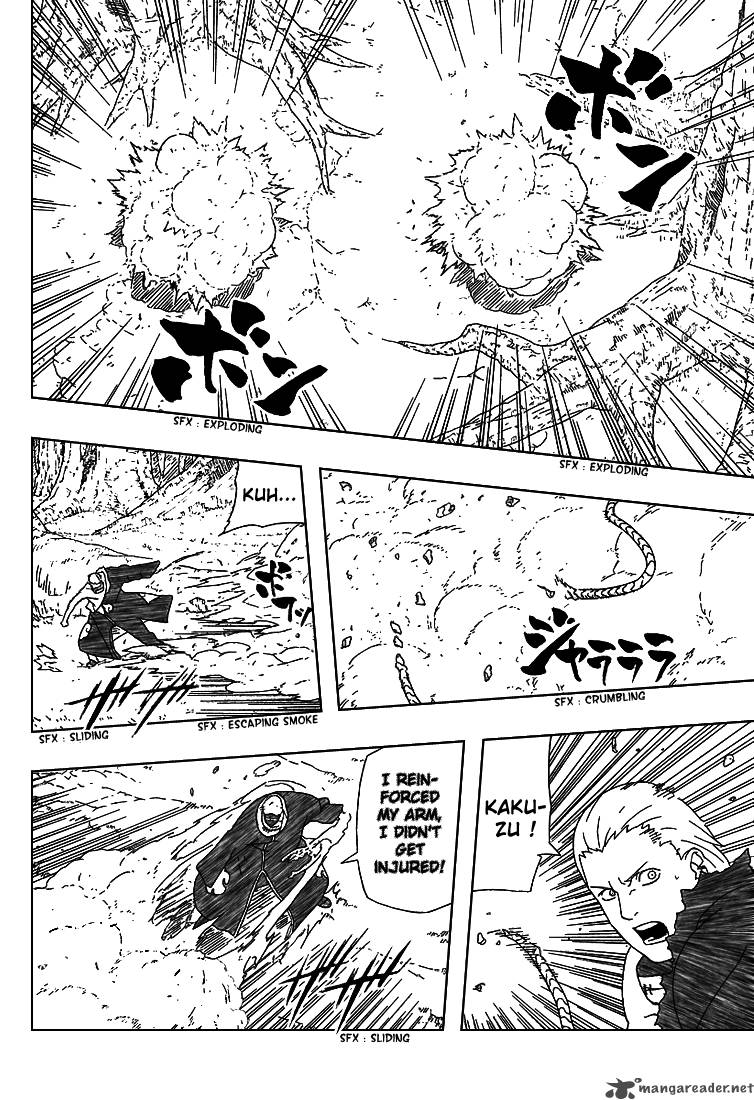 ボン
ボン
SFX : EXPLODING
SFX : EXPLODING
ジャラララ
SFX : CRUMBLING
KUH...
ボフッ
SFX : ESCAPING SMOKE
SFX : SLIDING
KAKU-
ZU !
I REIN-
FORCED
MY ARM,
I DIDN'T
GET
INJURED!
SFX : SLIDING
mangareader.net